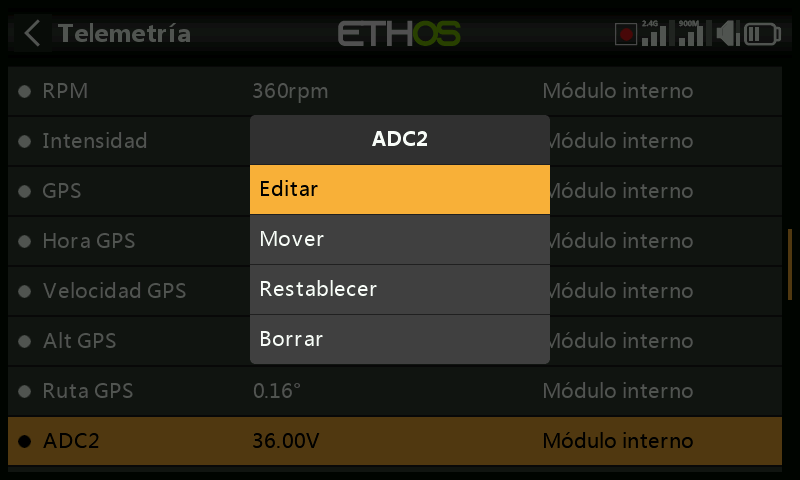 Telemetría
ETHOS
2.4G
900M
RPM 360rpm Módulo interno
Intensidad Módulo interno
GPS Módulo interno
Hora GPS Módulo interno
Velocidad GPS Módulo interno
Alt GPS Módulo interno
Ruta GPS 0.16° Módulo interno
ADC2 36.00V Módulo interno
ADC2
Editar
Mover
Restablecer
Borrar